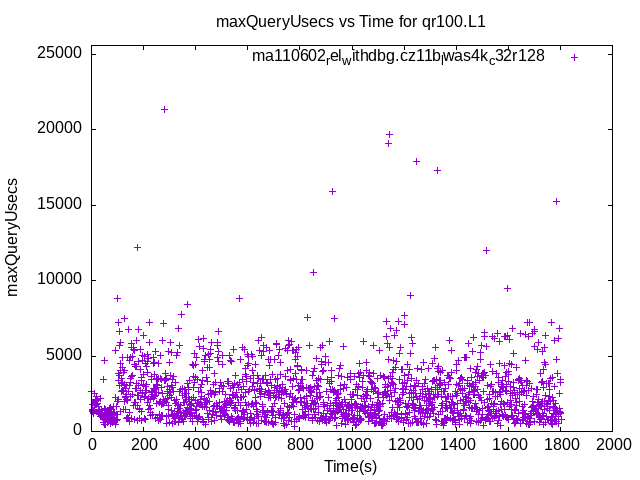 maxQueryUsecs vs Time for qr100.L1
ma110602_rel_withdbg.cz11b_lwas4k_c32r128
25000
20000
15000
10000
5000
0
maxQueryUsecs
0 200 400 600 800 1000 1200 1400 1600 1800 2000
Time(s)